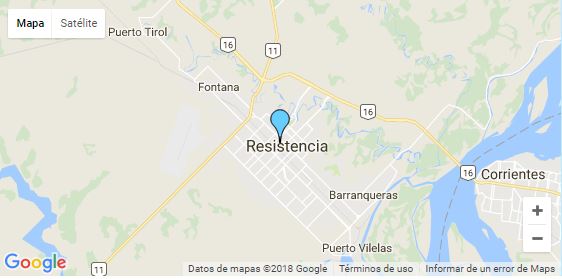 Mapa Satélite
Puerto Tirol
16
11
Fontana
16
Resistencia
16
Corrientes
Barranqueras
Puerto Vilelas
11
+
−
Google
Datos de mapas ©2018 Google Términos de uso Informar de un error de Maps